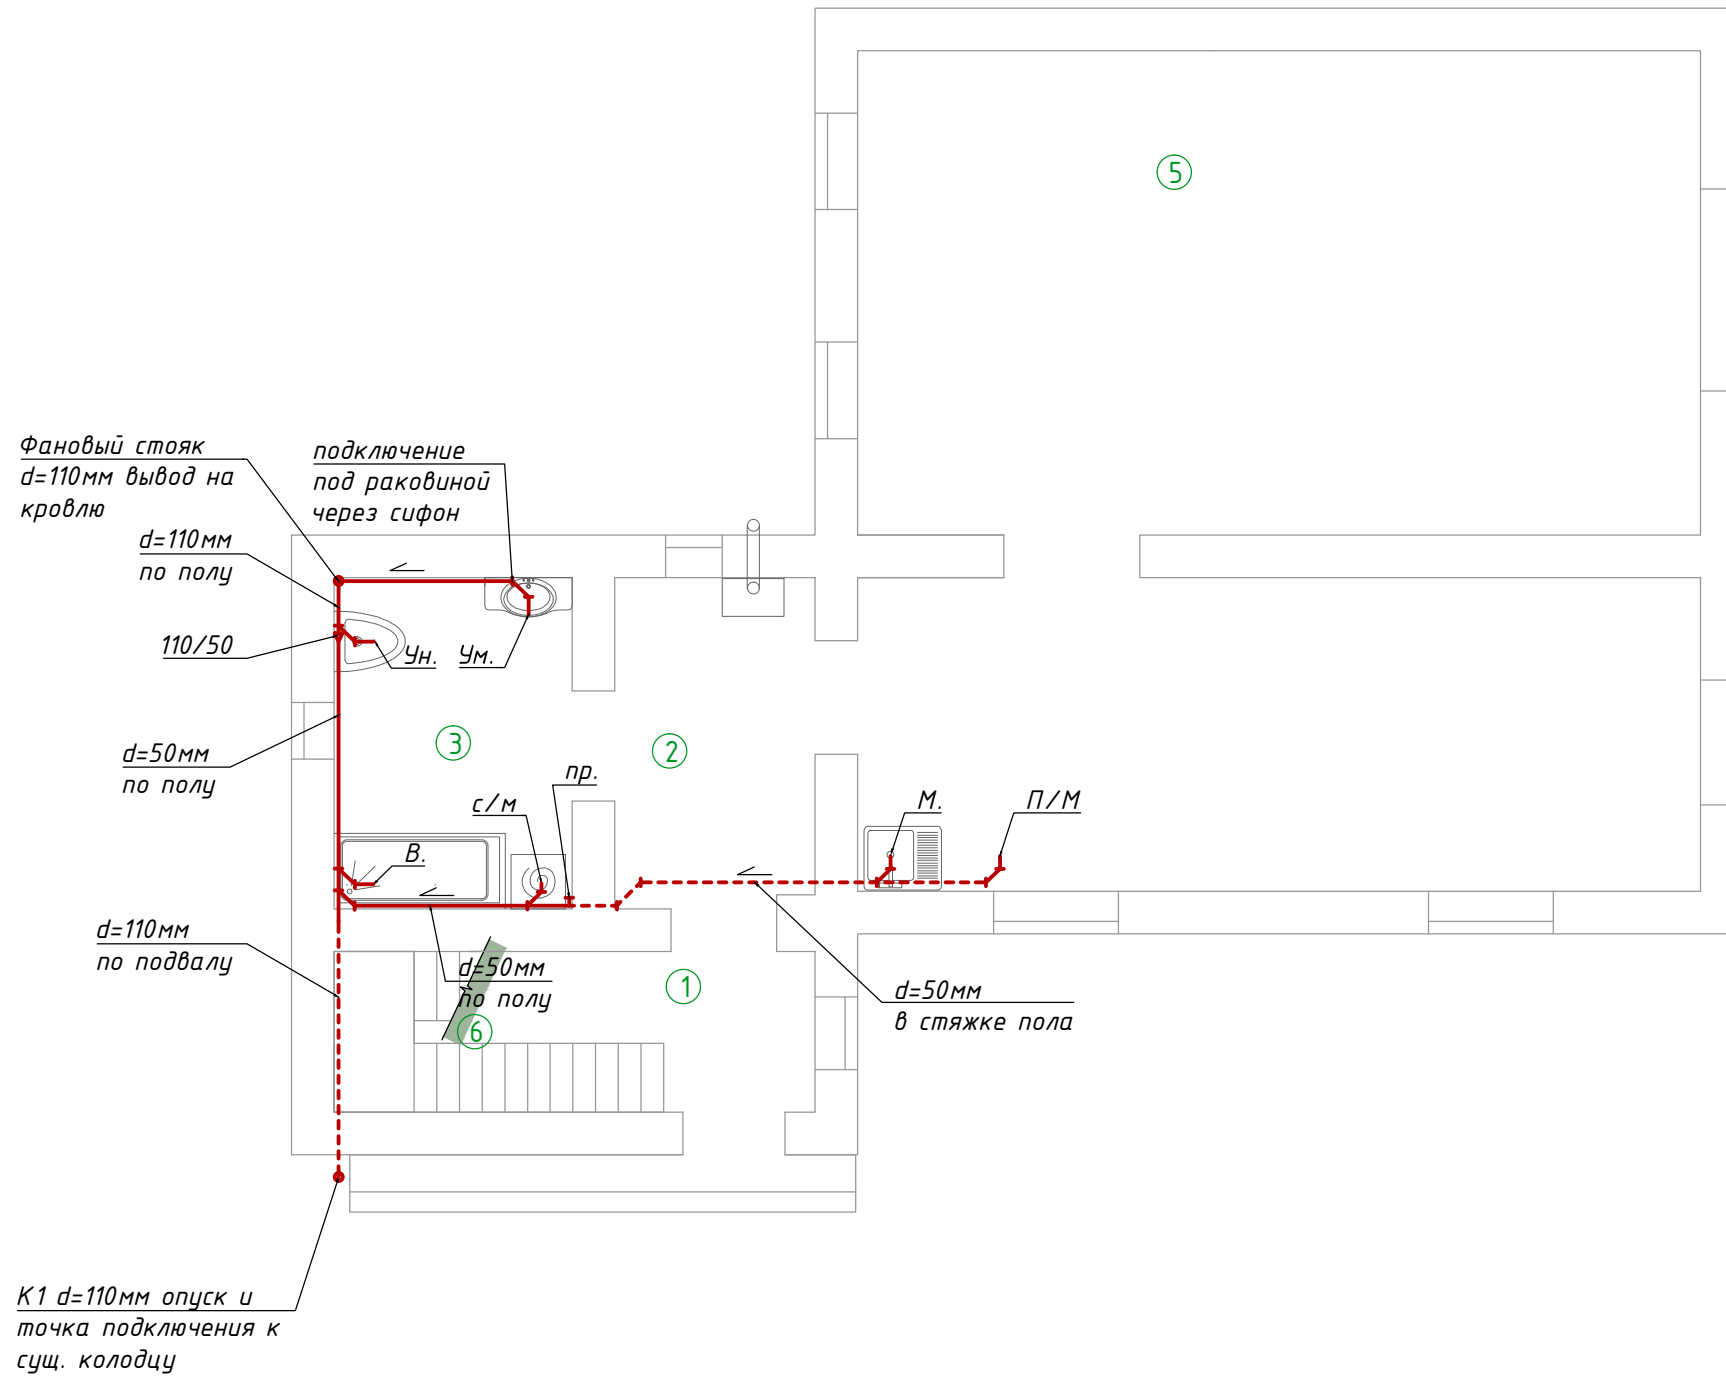 5
Фановый стояк
d=110мм вывод на
кровлю
подключение
под раковиной
через сифон
d=110мм
по полу
110/50
Ун.
Ум.
d=50мм
по полу
3
2
пр.
с/м
М.
П/М
В.
d=110мм
по подвалу
d=50мм
по полу
1
d=50мм
в стяжке пола
6
К1 d=110мм опуск и
точка подключения к
сущ. колодцу